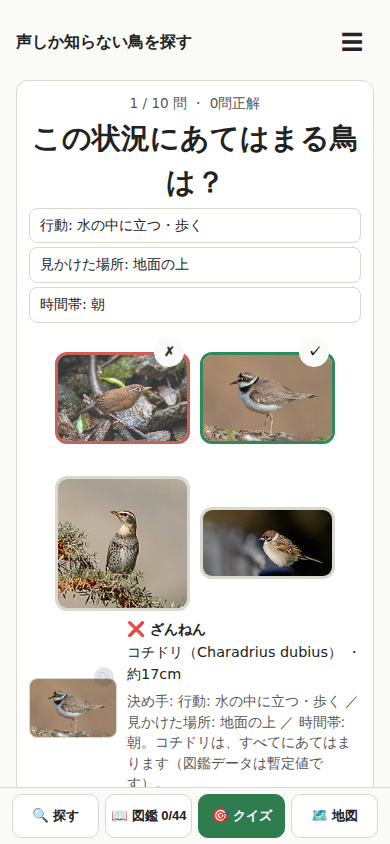 声しか知らない鳥を探す
☰
1 / 10 問 ・ 0問正解
この状況にあてはまる鳥
は？
行動: 水の中に立つ・歩く
見かけた場所: 地面の上
時間帯: 朝
✗ ✓
❌ ざんねん
コチドリ（Charadrius dubius） ・
約17cm
決め手: 行動: 水の中に立つ・歩く ／
見かけた場所: 地面の上 ／ 時間帯:
朝。コチドリは、すべてにあてはま
ります（図鑑データは暫定値で
す）。
🔍 探す 📖 図鑑 0/44 🎯 クイズ 🗺️ 地図